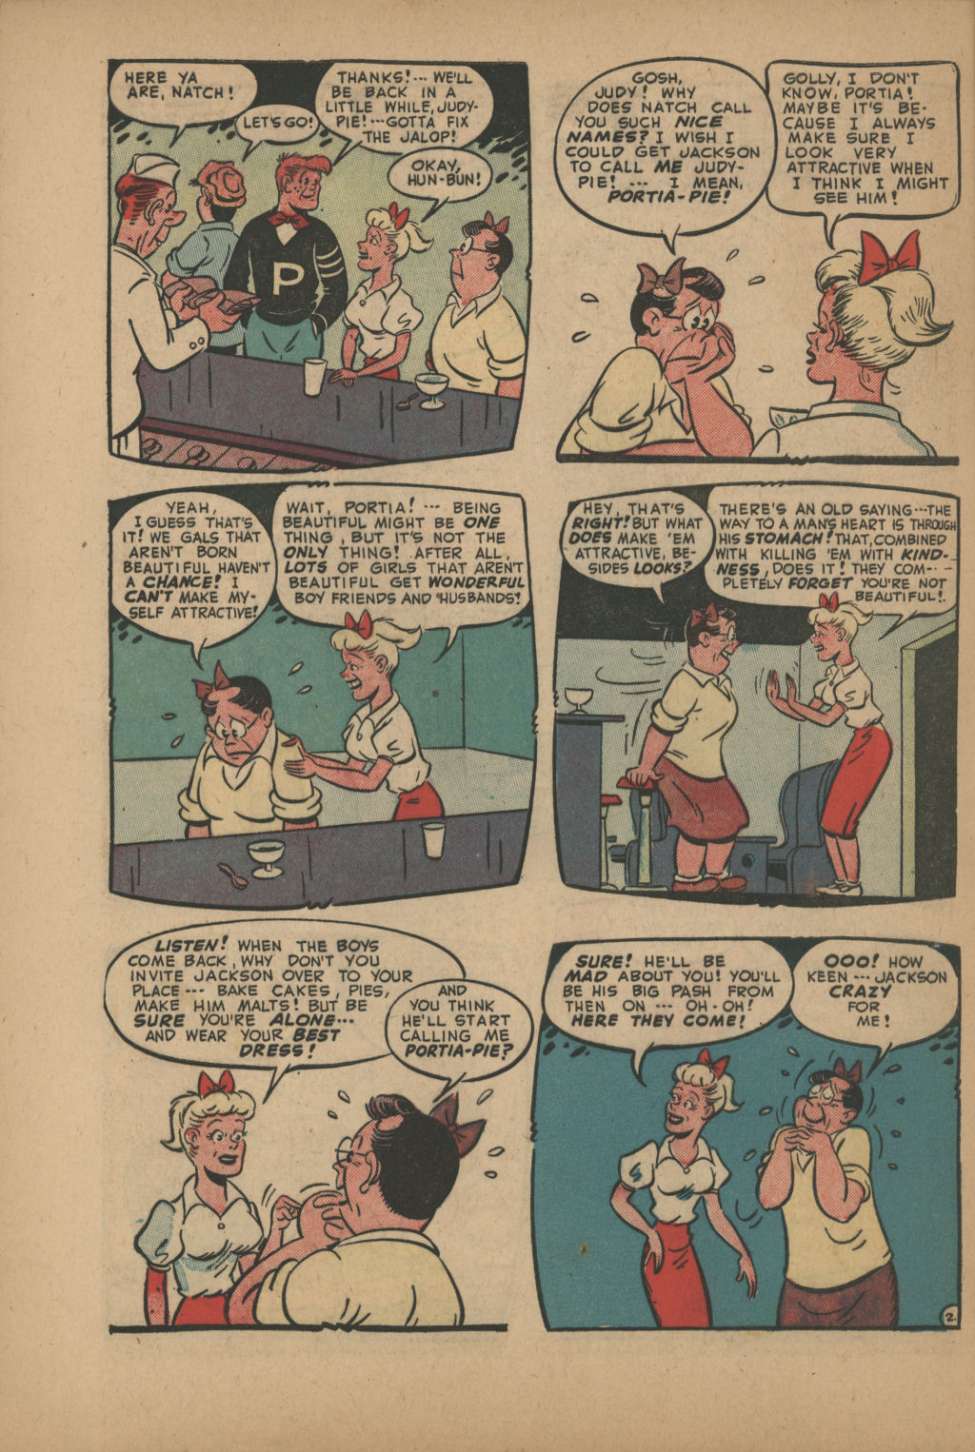 HERE YA
ARE, NATCH!
LET'S GO!
THANKS!... WE'LL
BE BACK IN A
LITTLE WHILE, JUDY-
PIE!...GOTTA FIX
THE JALOP!
OKAY,
HUN-BUN!
P
GOSH,
JUDY! WHY
DOES NATCH CALL
YOU SUCH NICE
NAMES? I WISH I
COULD GET JACKSON
TO CALL ME JUDY-
PIE! ... I MEAN,
PORTIA-PIE!
GOLLY, I DON'T
KNOW, PORTIA!
MAYBE IT'S BE-
CAUSE I ALWAYS
MAKE SURE I
LOOK VERY
ATTRACTIVE WHEN
I THINK I MIGHT
SEE HIM!
YEAH,
I GUESS THAT'S
IT! WE GALS THAT
AREN'T BORN
BEAUTIFUL HAVEN'T
A CHANCE! I
CAN'T MAKE MY-
SELF ATTRACTIVE!
WAIT, PORTIA! ... BEING
BEAUTIFUL MIGHT BE ONE
THING, BUT IT'S NOT THE
ONLY THING! AFTER ALL,
LOTS OF GIRLS THAT AREN'T
BEAUTIFUL GET WONDERFUL
BOY FRIENDS AND HUSBANDS!
HEY, THAT'S
RIGHT! BUT WHAT
DOES MAKE 'EM
ATTRACTIVE, BE-
SIDES LOOKS?
THERE'S AN OLD SAYING...THE
WAY TO A MAN'S HEART IS THROUGH
HIS STOMACH! THAT, COMBINED
WITH KILLING 'EM WITH KIND-
NESS, DOES IT! THEY COM-
PLETELY FORGET YOU'RE NOT
BEAUTIFUL!
LISTEN! WHEN THE BOYS
COME BACK, WHY DON'T YOU
INVITE JACKSON OVER TO YOUR
PLACE ... BAKE CAKES, PIES,
MAKE HIM MALTS! BUT BE
SURE YOU'RE ALONE...
AND WEAR YOUR BEST
DRESS!
AND
YOU THINK
HE'LL START
CALLING ME
PORTIA-PIE?
SURE! HE'LL BE
MAD ABOUT YOU! YOU'LL
BE HIS BIG PASH FROM
THEN ON ... OH-OH!
HERE THEY COME!
OOO! HOW
KEEN ... JACKSON
CRAZY
FOR
ME!
2.